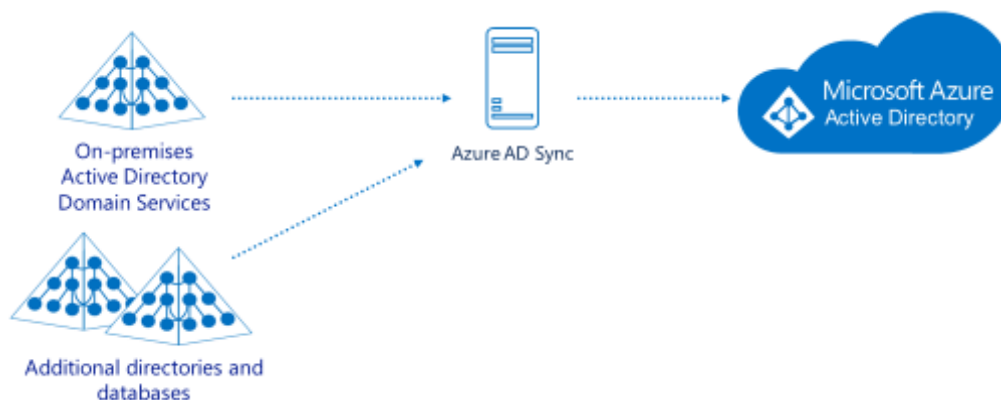 On-premises
Active Directory
Domain Services
Azure AD Sync
Microsoft Azure
Active Directory
Additional directories and
databases